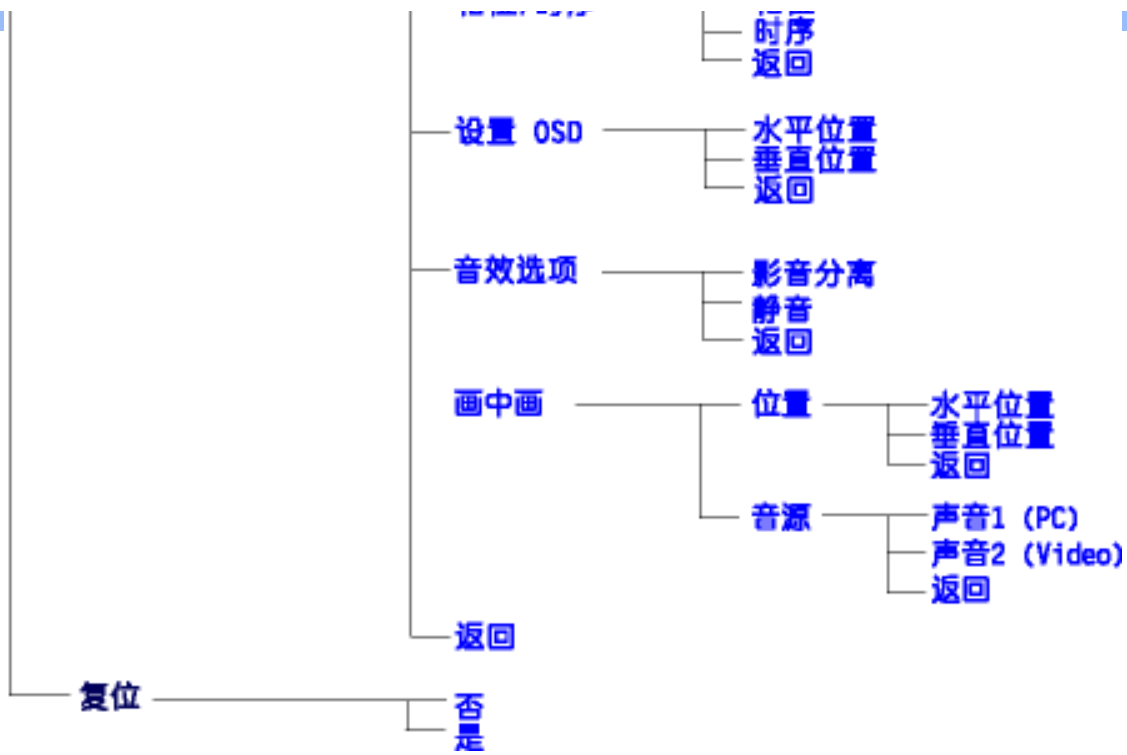 时序
返回
设置 OSD
水平位置
垂直位置
返回
音效选项
影音分离
静音
返回
画中画
位置
水平位置
垂直位置
返回
音源
声音1 (PC)
声音2 (Video)
返回
返回
复位
否
是